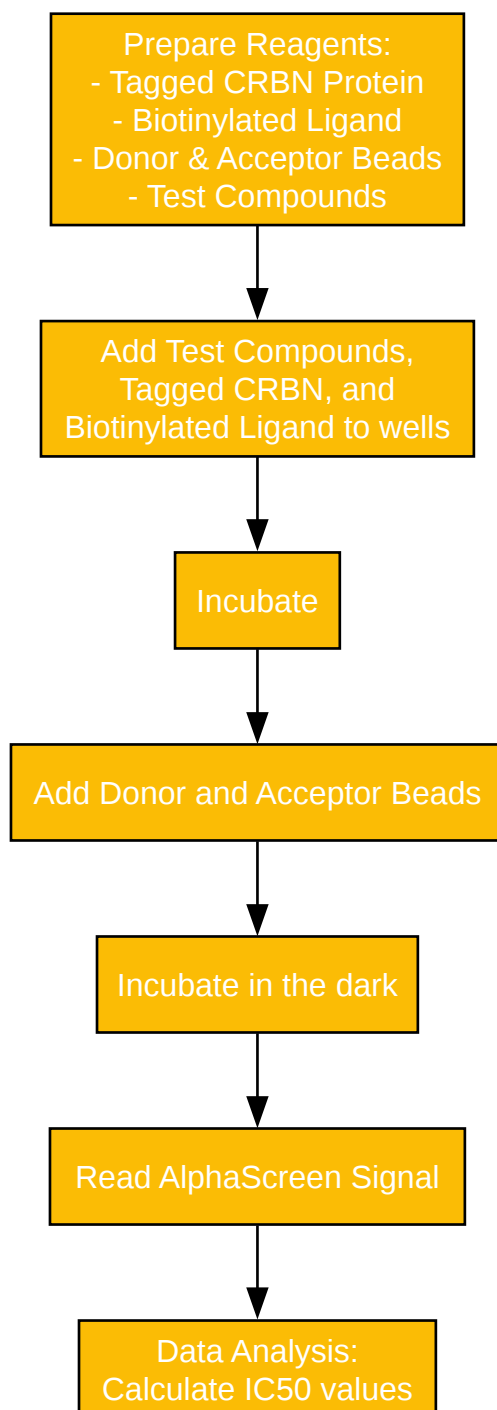 Prepare Reagents:
- Tagged CRBN Protein
- Biotinylated Ligand
- Donor & Acceptor Beads
- Test Compounds
Add Test Compounds,
Tagged CRBN, and
Biotinylated Ligand to wells
Incubate
Add Donor and Acceptor Beads
Incubate in the dark
Read AlphaScreen Signal
Data Analysis:
Calculate IC50 values